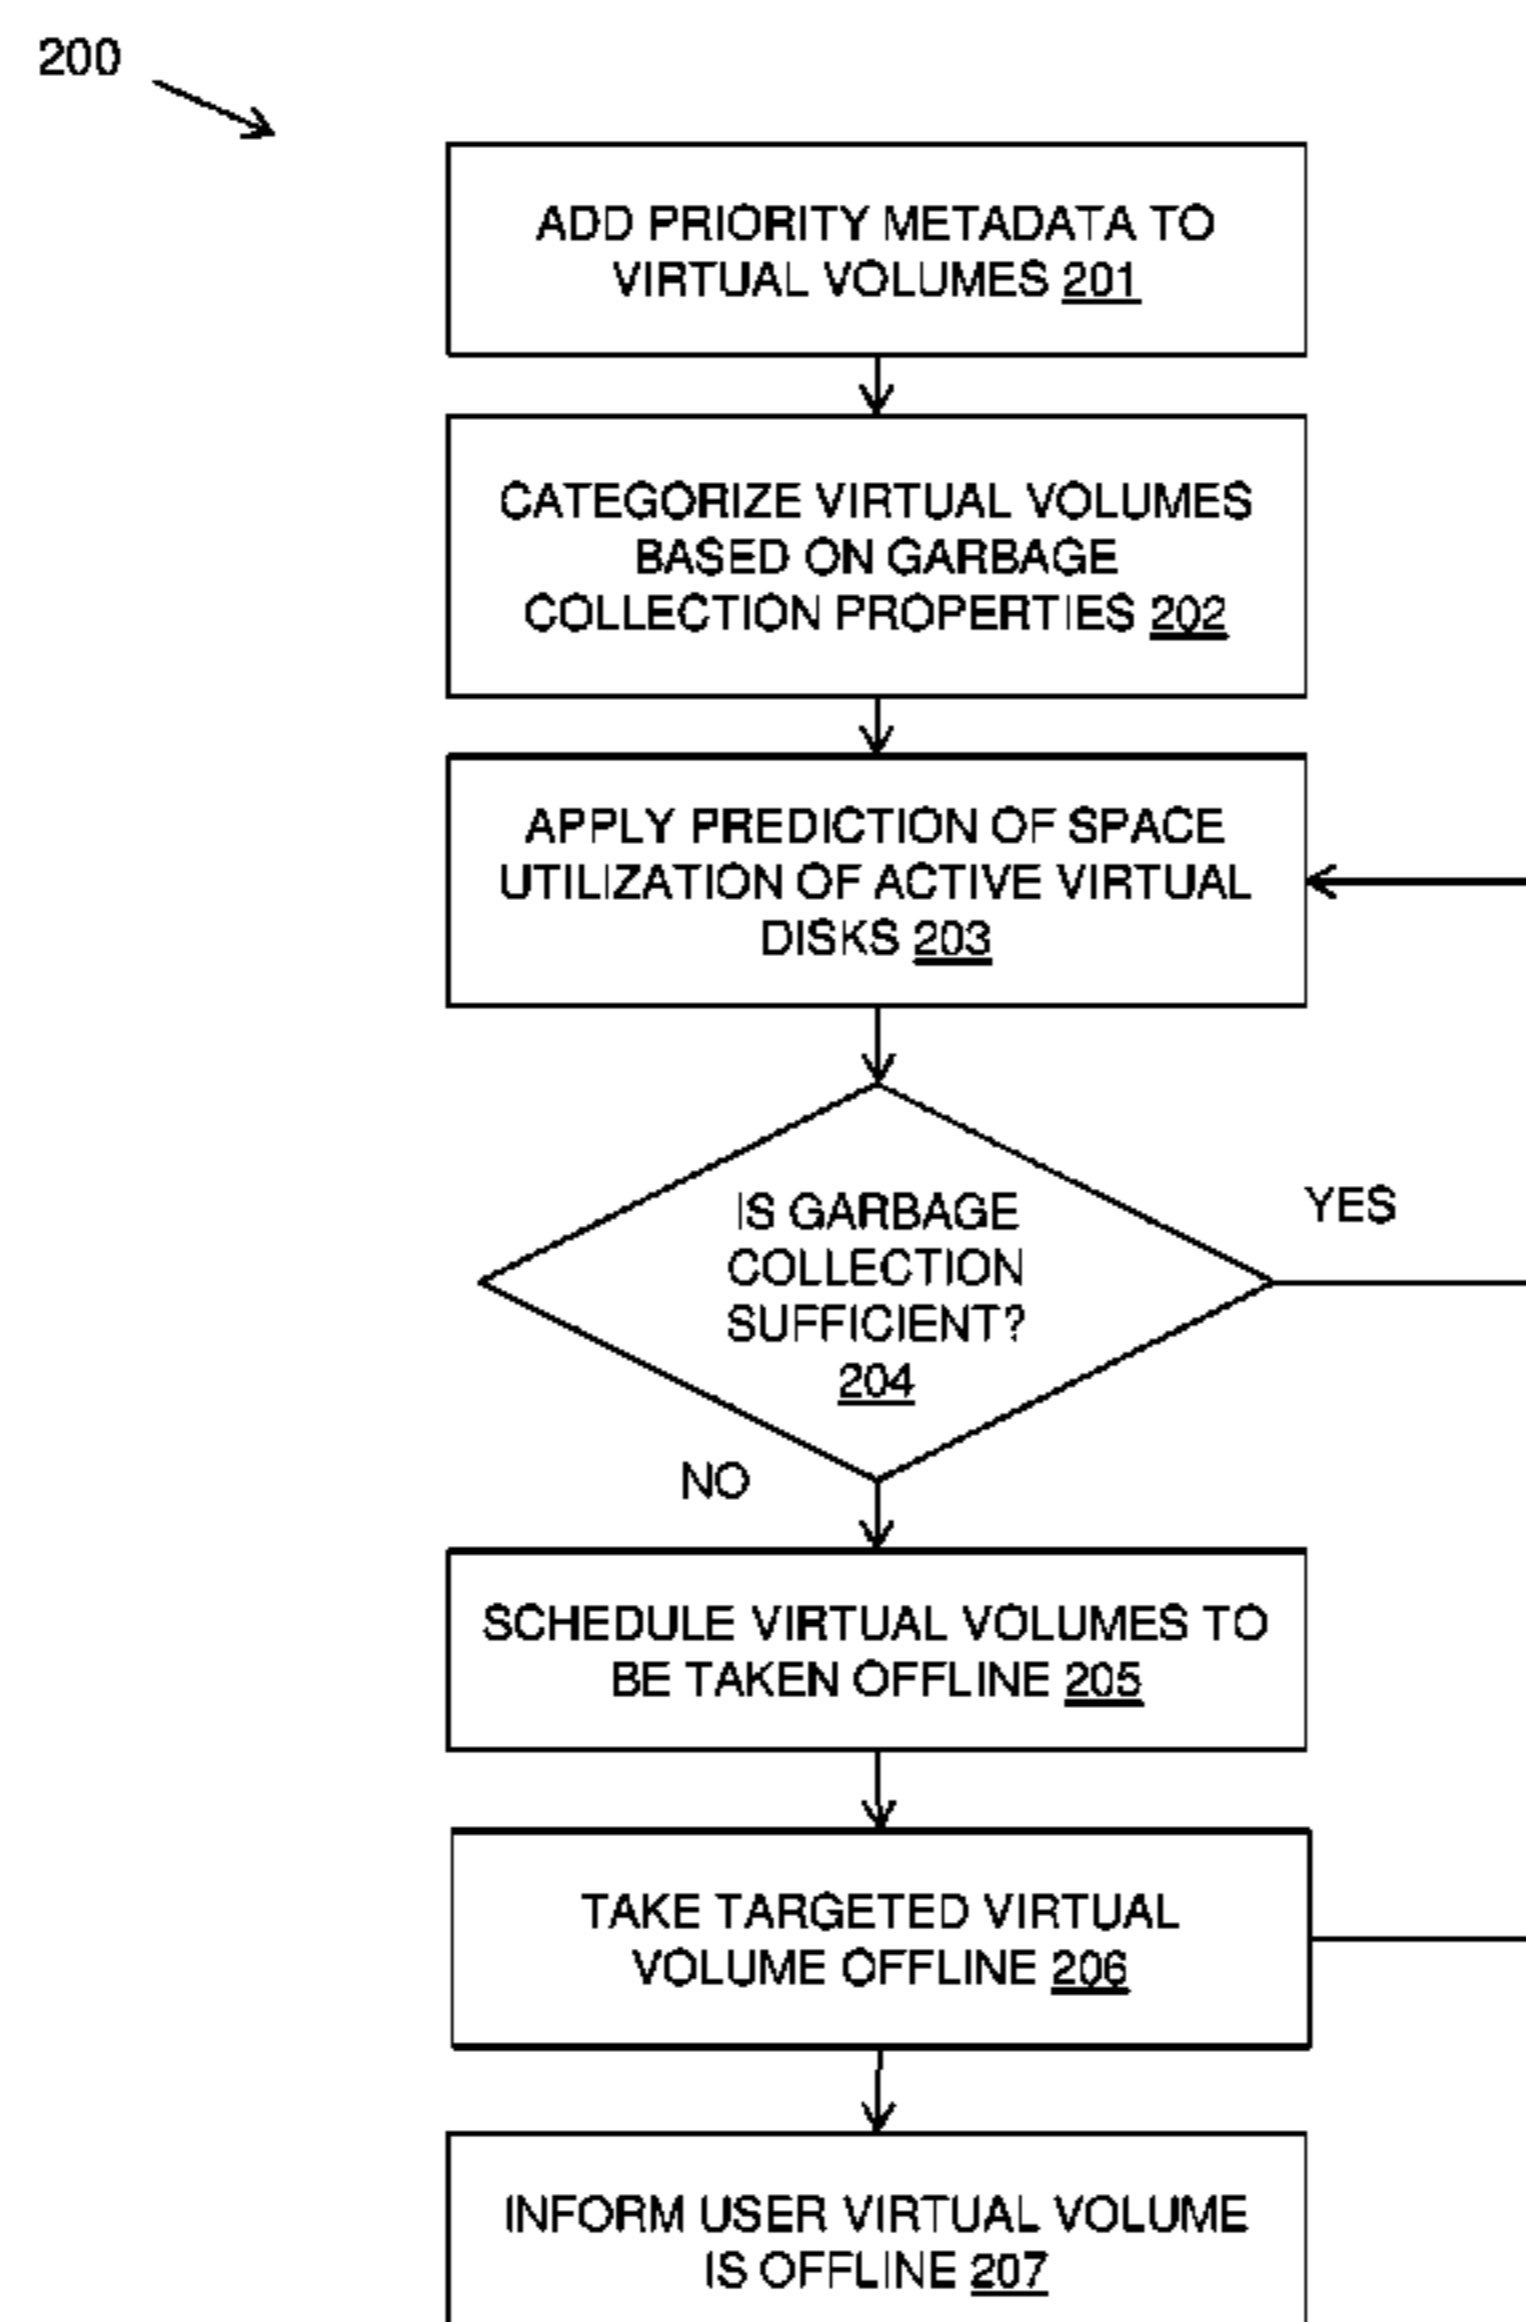 200
ADD PRIORITY METADATA TO
VIRTUAL VOLUMES 201
CATEGORIZE VIRTUAL VOLUMES
BASED ON GARBAGE
COLLECTION PROPERTIES 202
APPLY PREDICTION OF SPACE
UTILIZATION OF ACTIVE VIRTUAL
DISKS 203
IS GARBAGE
COLLECTION
SUFFICIENT?
204
YES
NO
SCHEDULE VIRTUAL VOLUMES TO
BE TAKEN OFFLINE 205
TAKE TARGETED VIRTUAL
VOLUME OFFLINE 206
INFORM USER VIRTUAL VOLUME
IS OFFLINE 207